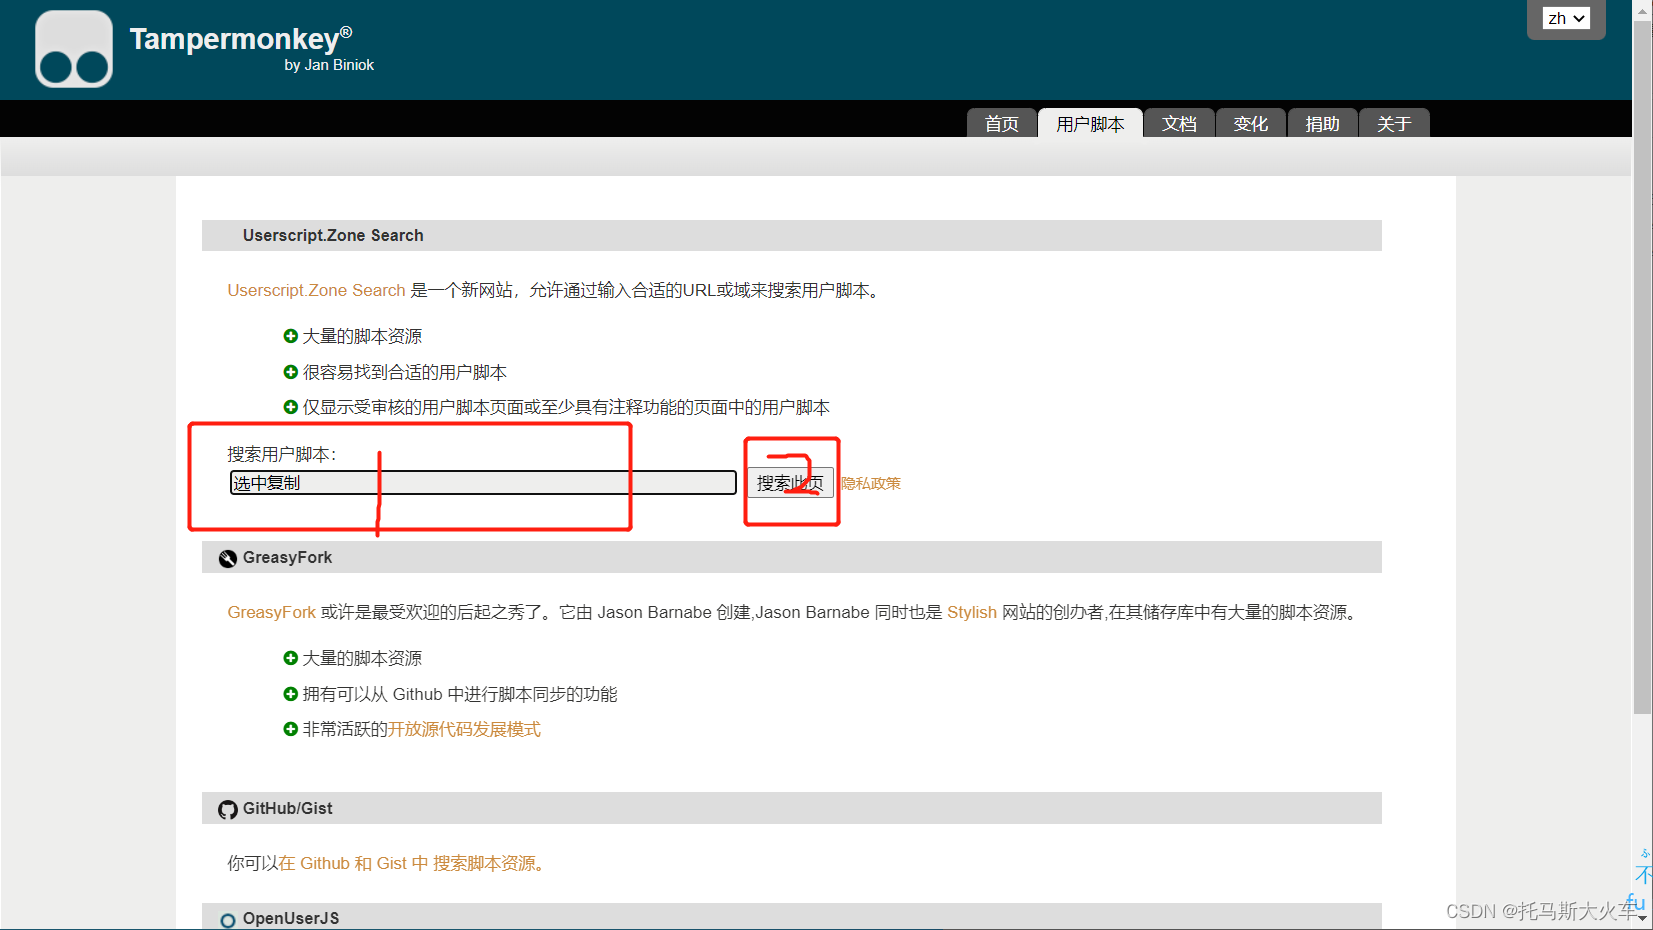 Tampermonkey®
by Jan Biniok
zh
首页 用户脚本 文档 变化 捐助 关于
Userscript.Zone Search
Userscript.Zone Search 是一个新网站，允许通过输入合适的URL或域来搜索用户脚本。
大量的脚本资源
很容易找到合适的用户脚本
仅显示受审核的用户脚本页面或至少具有注释功能的页面中的用户脚本
搜索用户脚本：
选中复制 1 搜索此页 2 隐私政策
GreasyFork
GreasyFork 或许是最受欢迎的后起之秀了。它由 Jason Barnabe 创建,Jason Barnabe 同时也是 Stylish 网站的创办者,在其储存库中有大量的脚本资源。
大量的脚本资源
拥有可以从 Github 中进行脚本同步的功能
非常活跃的开放源代码发展模式
GitHub/Gist
你可以在 Github 和 Gist 中 搜索脚本资源。
OpenUserJS
ふ
不
fu
CSDN @托马斯大火车